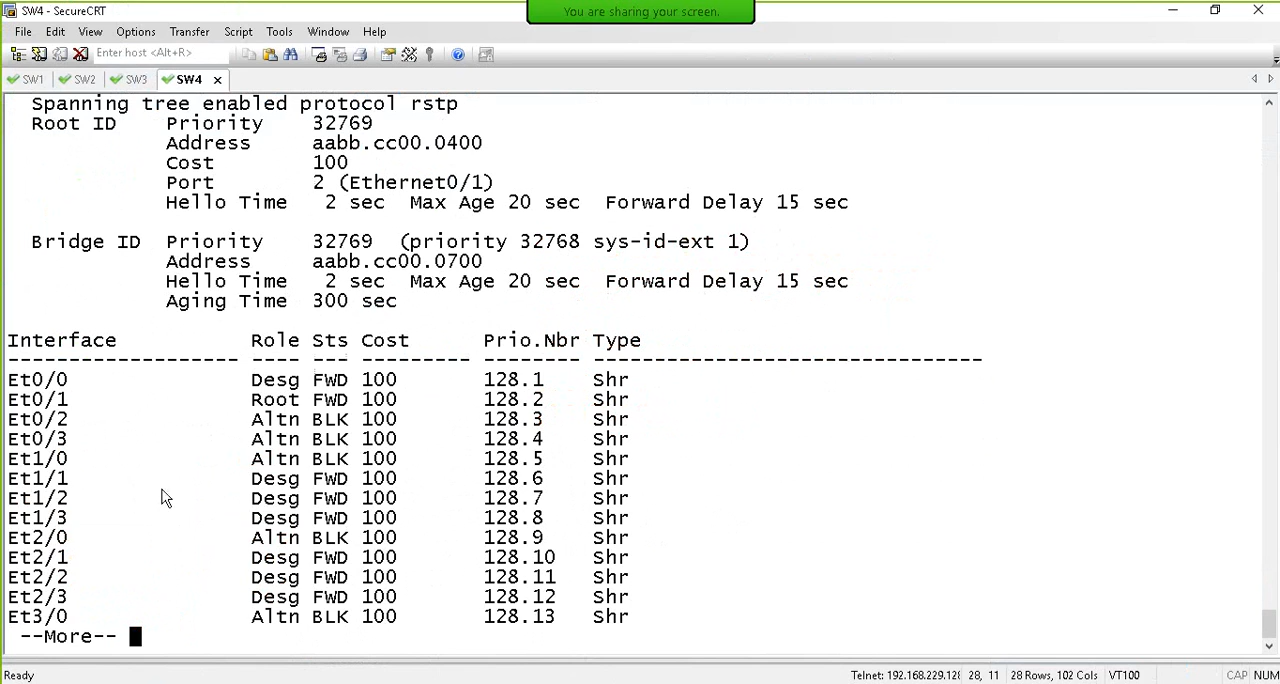 SW4 - SecureCRT
You are sharing your screen.
File Edit View Options Transfer Script Tools Window Help
Enter host <Alt+R>
SW1 SW2 SW3 SW4
Spanning tree enabled protocol rstp
Root ID Priority 32769
Address aabb.cc00.0400
Cost 100
Port 2 (Ethernet0/1)
Hello Time 2 sec Max Age 20 sec Forward Delay 15 sec
Bridge ID Priority 32769 (priority 32768 sys-id-ext 1)
Address aabb.cc00.0700
Hello Time 2 sec Max Age 20 sec Forward Delay 15 sec
Aging Time 300 sec
Interface Role Sts Cost Prio.Nbr Type
------------------- ---- --- --------- -------- --------------------------------
Et0/0 Desg FWD 100 128.1 Shr
Et0/1 Root FWD 100 128.2 Shr
Et0/2 Altn BLK 100 128.3 Shr
Et0/3 Altn BLK 100 128.4 Shr
Et1/0 Altn BLK 100 128.5 Shr
Et1/1 Desg FWD 100 128.6 Shr
Et1/2 Desg FWD 100 128.7 Shr
Et1/3 Desg FWD 100 128.8 Shr
Et2/0 Altn BLK 100 128.9 Shr
Et2/1 Desg FWD 100 128.10 Shr
Et2/2 Desg FWD 100 128.11 Shr
Et2/3 Desg FWD 100 128.12 Shr
Et3/0 Altn BLK 100 128.13 Shr
--More--
Ready Telnet: 192.168.229.12 28, 11 28 Rows, 102 Cols VT100 CAP NUM